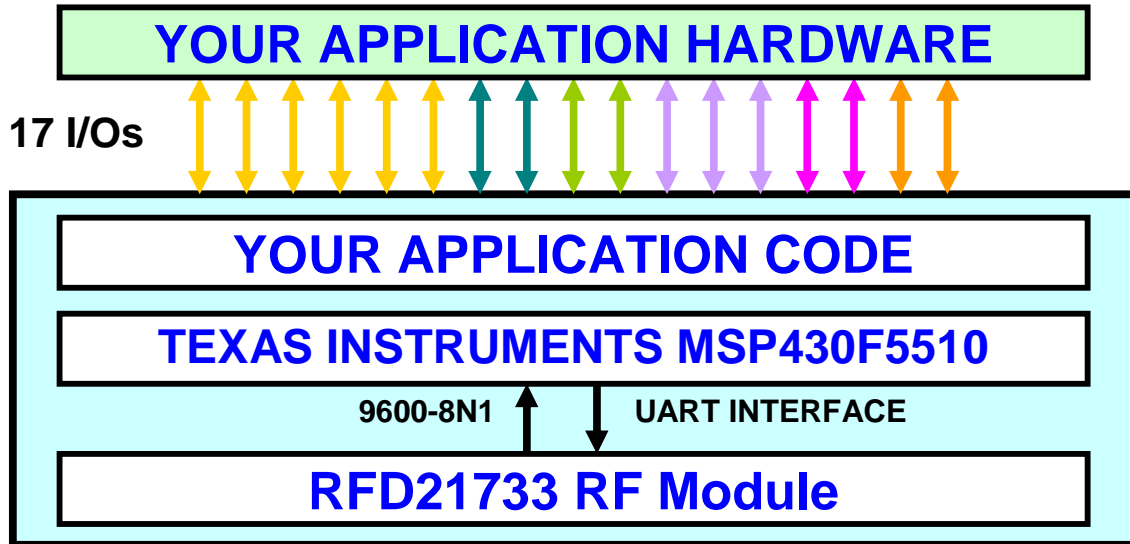 YOUR APPLICATION HARDWARE
17 I/Os
YOUR APPLICATION CODE
TEXAS INSTRUMENTS MSP430F5510
9600-8N1 UART INTERFACE
RFD21733 RF Module